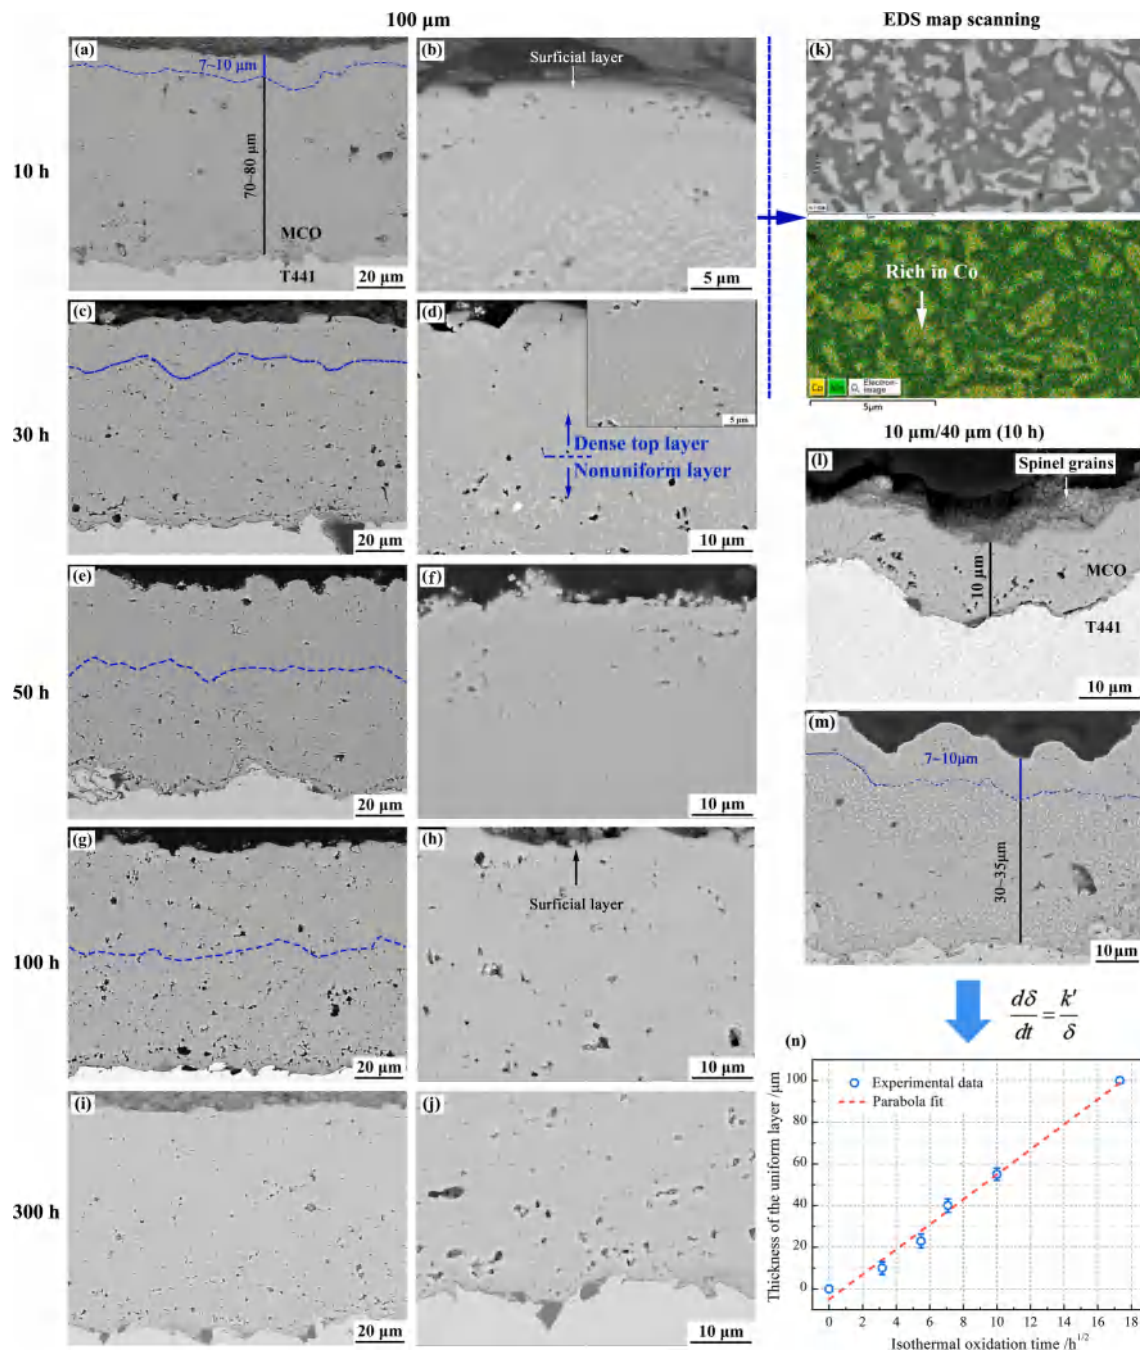 100 μm
EDS map scanning
10 h
(a)
7~10 μm
70~80 μm
MCO
T441
20 μm
(b)
Surficial layer
5 μm
(k)
Rich in Co
Co
Electron-image
5μm
30 h
(c)
20 μm
(d)
5 μm
Dense top layer
Nonuniform layer
10 μm
10 μm/40 μm (10 h)
(l)
Spinel grains
10 μm
MCO
T441
10 μm
50 h
(e)
20 μm
(f)
10 μm
(m)
7~10μm
30~35μm
10μm
100 h
(g)
20 μm
(h)
Surficial layer
10 μm
dδ/dt = k'/δ
300 h
(i)
20 μm
(j)
10 μm
(n)
Experimental data
Parabola fit
Thickness of the uniform layer /μm
100
80
60
40
20
0
0 2 4 6 8 10 12 14 16 18
Isothermal oxidation time /h^1/2